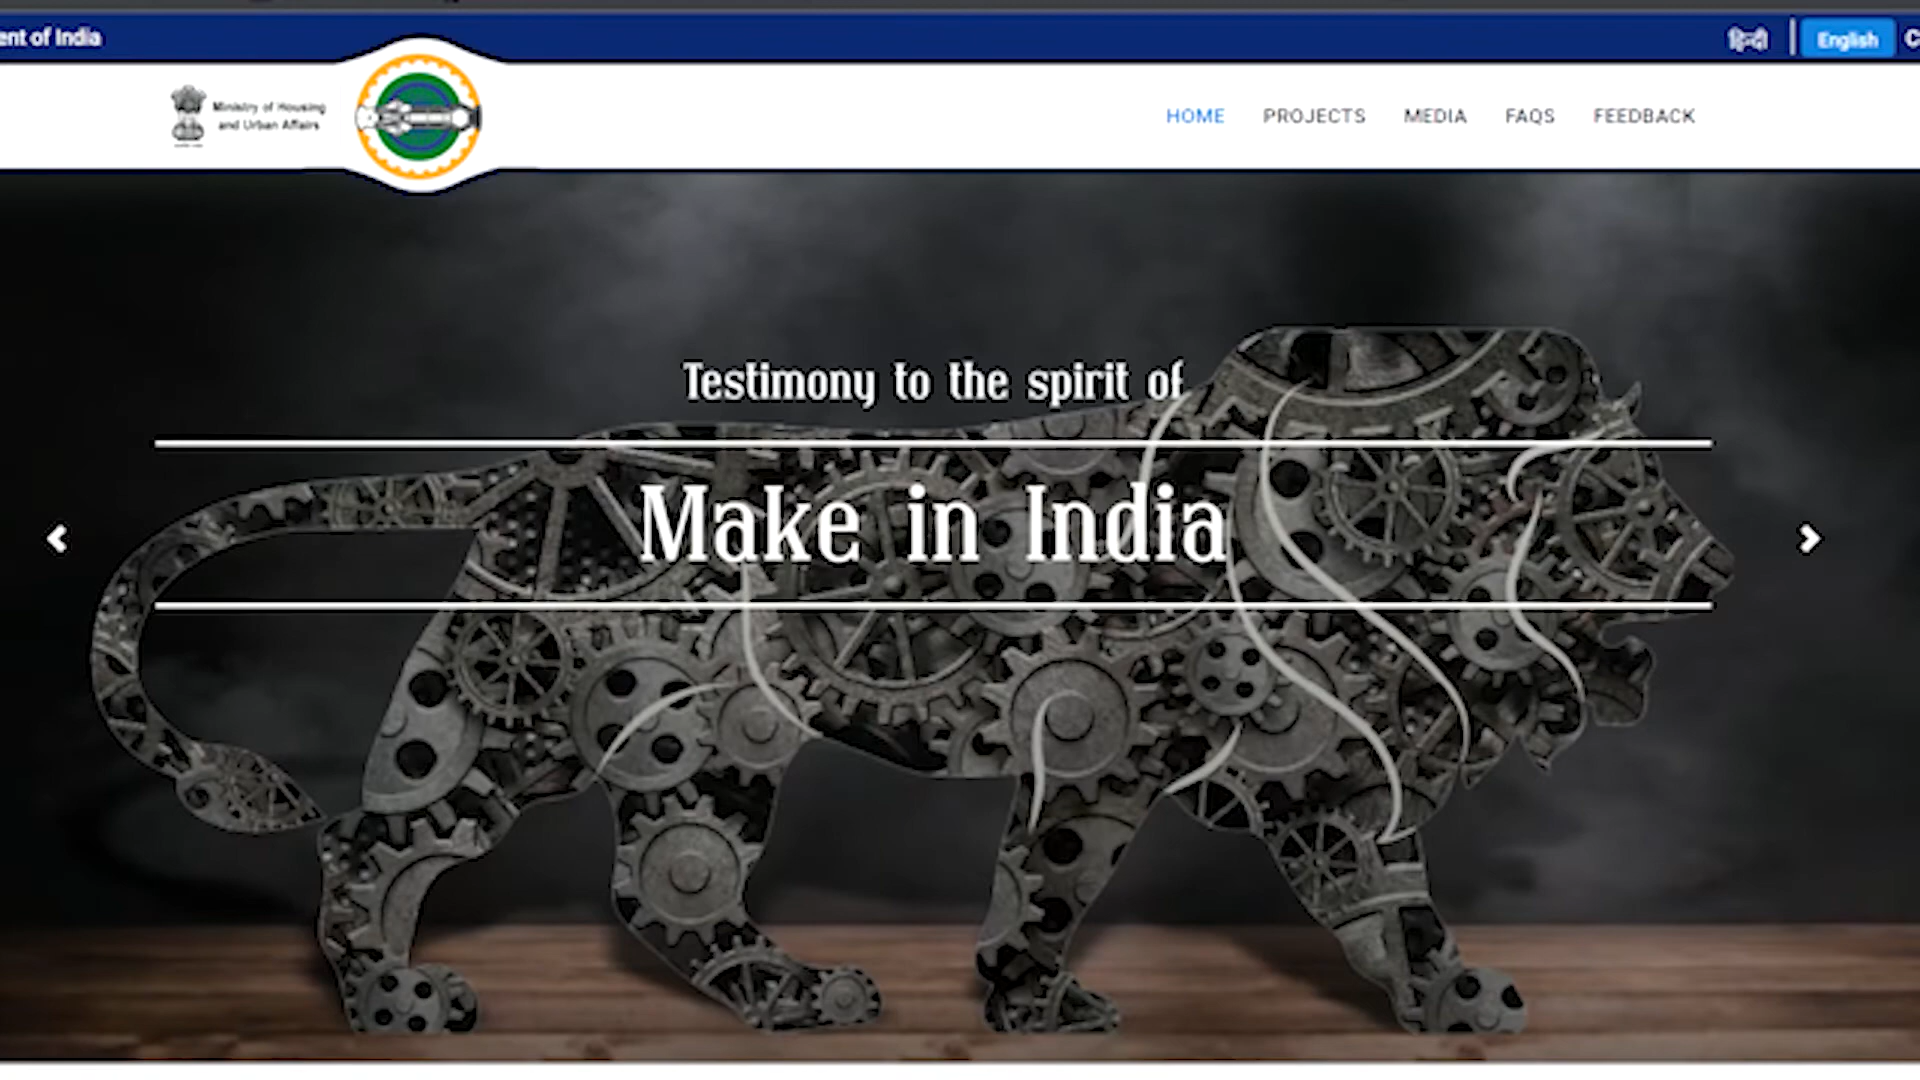 ent of India
हिन्दी
English
Ministry of Housing
and Urban Affairs
HOME PROJECTS MEDIA FAQS FEEDBACK
Testimony to the spirit of
Make in India